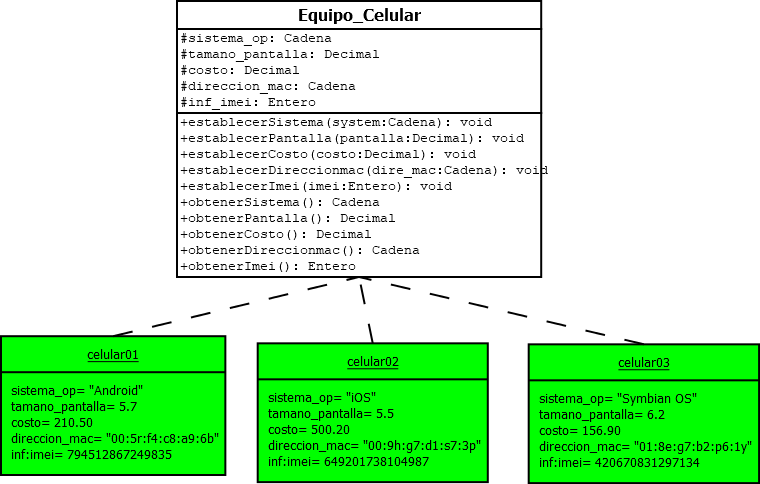 Equipo_Celular
#sistema_op: Cadena
#tamano_pantalla: Decimal
#costo: Decimal
#direccion_mac: Cadena
#inf_imei: Entero
+establecerSistema(system:Cadena): void
+establecerPantalla(pantalla:Decimal): void
+establecerCosto(costo:Decimal): void
+establecerDireccionmac(dire_mac:Cadena): void
+establecerImei(imei:Entero): void
+obtenerSistema(): Cadena
+obtenerPantalla(): Decimal
+obtenerCosto(): Decimal
+obtenerDireccionmac(): Cadena
+obtenerImei(): Entero
celular01
sistema_op= "Android"
tamano_pantalla= 5.7
costo= 210.50
direccion_mac= "00:5r:f4:c8:a9:6b"
inf:imei= 794512867249835
celular02
sistema_op= "iOS"
tamano_pantalla= 5.5
costo= 500.20
direccion_mac= "00:9h:g7:d1:s7:3p"
inf:imei= 649201738104987
celular03
sistema_op= "Symbian OS"
tamano_pantalla= 6.2
costo= 156.90
direccion_mac= "01:8e:g7:b2:p6:1y"
inf:imei= 420670831297134